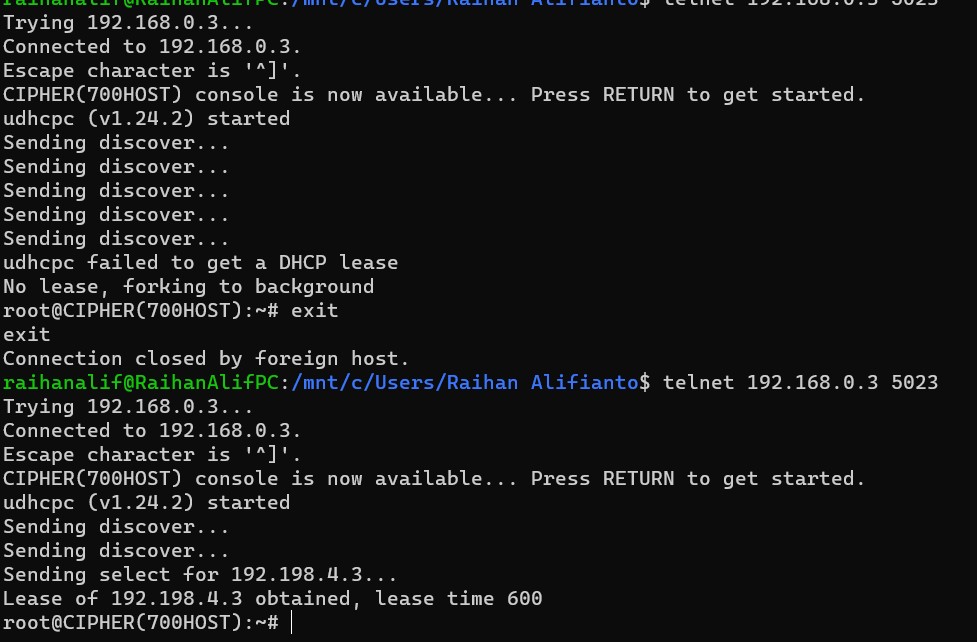 raihanalif@RaihanAlifPC:/mnt/c/Users/Raihan Alifianto$ telnet 192.168.0.3 5023
Trying 192.168.0.3...
Connected to 192.168.0.3.
Escape character is '^]'.
CIPHER(700HOST) console is now available... Press RETURN to get started.
udhcpc (v1.24.2) started
Sending discover...
Sending discover...
Sending discover...
Sending discover...
Sending discover...
udhcpc failed to get a DHCP lease
No lease, forking to background
root@CIPHER(700HOST):~# exit
exit
Connection closed by foreign host.
raihanalif@RaihanAlifPC:/mnt/c/Users/Raihan Alifianto$ telnet 192.168.0.3 5023
Trying 192.168.0.3...
Connected to 192.168.0.3.
Escape character is '^]'.
CIPHER(700HOST) console is now available... Press RETURN to get started.
udhcpc (v1.24.2) started
Sending discover...
Sending discover...
Sending select for 192.198.4.3...
Lease of 192.198.4.3 obtained, lease time 600
root@CIPHER(700HOST):~#